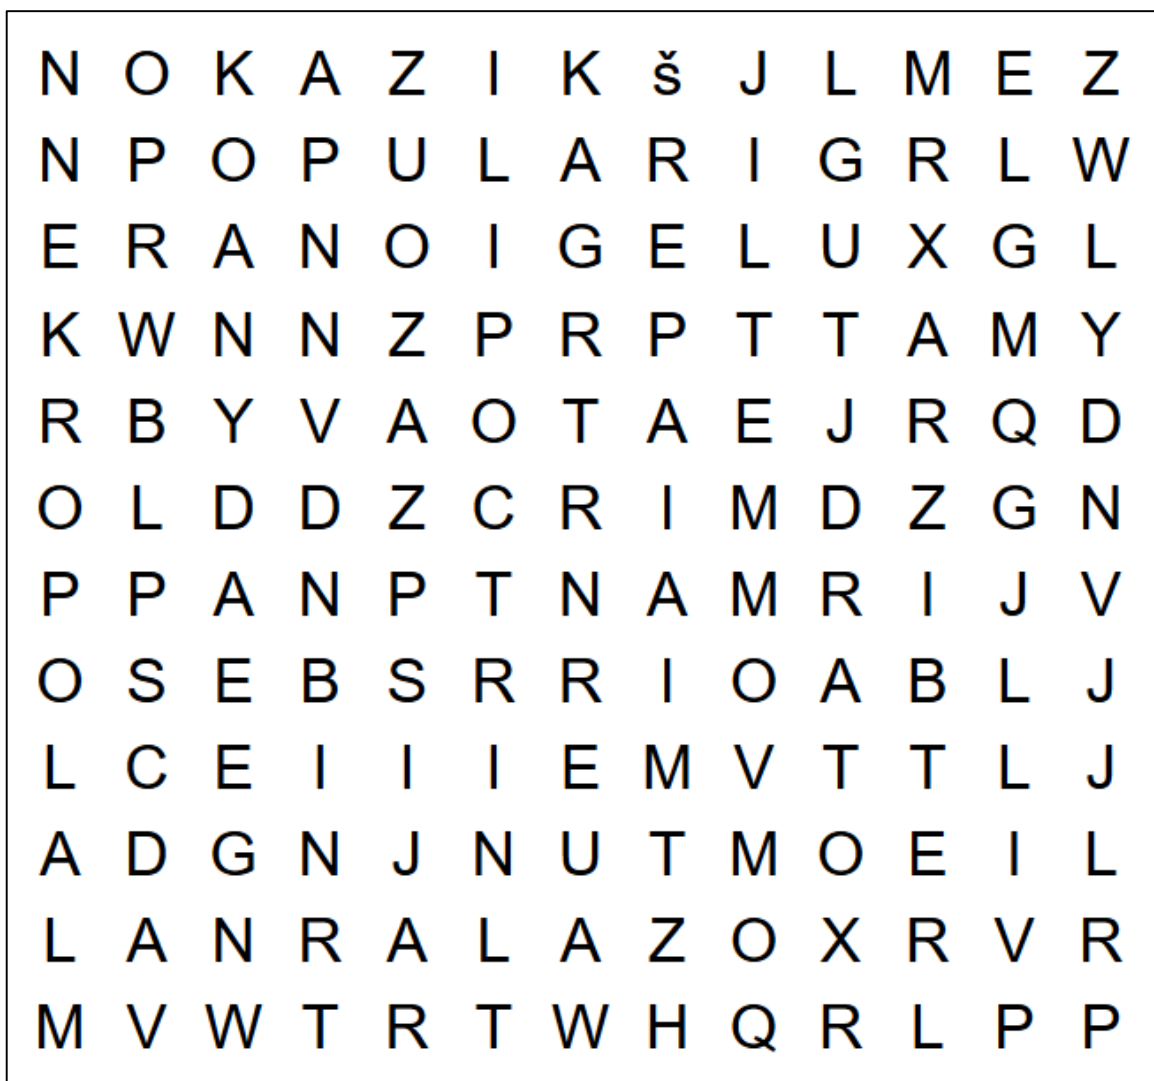 N O K A Z I K š J L M E Z
N P O P U L A R I G R L W
E R A N O I G E L U X G L
K W N N Z P R P T T A M Y
R B Y V A O T A E J R Q D
O L D D Z C R I M D Z G N
P P A N P T N A M R I J V
O S E B S R R I O A B L J
L C E I I I E M V T T L J
A D G N J N U T M O E I L
L A N R A L A Z O X R V R
M V W T R T W H Q R L P P